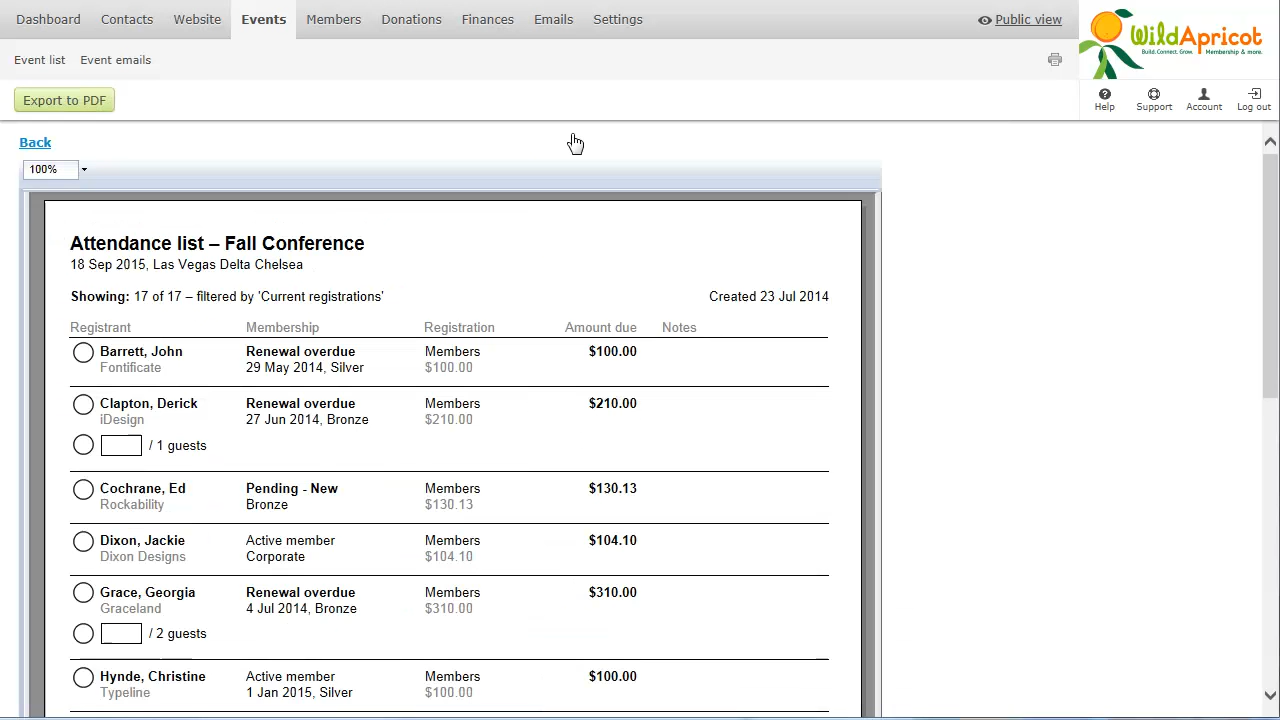 Dashboard Contacts Website Events Members Donations Finances Emails Settings Public view
WildApricot
Build. Connect. Grow. Membership & more.
Event list Event emails
Export to PDF
Help Support Account Log out
Back
100%
Attendance list – Fall Conference
18 Sep 2015, Las Vegas Delta Chelsea
Showing: 17 of 17 – filtered by 'Current registrations' Created 23 Jul 2014
Registrant Membership Registration Amount due Notes
Barrett, John Renewal overdue Members $100.00
Fontificate 29 May 2014, Silver $100.00
Clapton, Derick Renewal overdue Members $210.00
iDesign 27 Jun 2014, Bronze $210.00
/ 1 guests
Cochrane, Ed Pending - New Members $130.13
Rockability Bronze $130.13
Dixon, Jackie Active member Members $104.10
Dixon Designs Corporate $104.10
Grace, Georgia Renewal overdue Members $310.00
Graceland 4 Jul 2014, Bronze $310.00
/ 2 guests
Hynde, Christine Active member Members $100.00
Typeline 1 Jan 2015, Silver $100.00